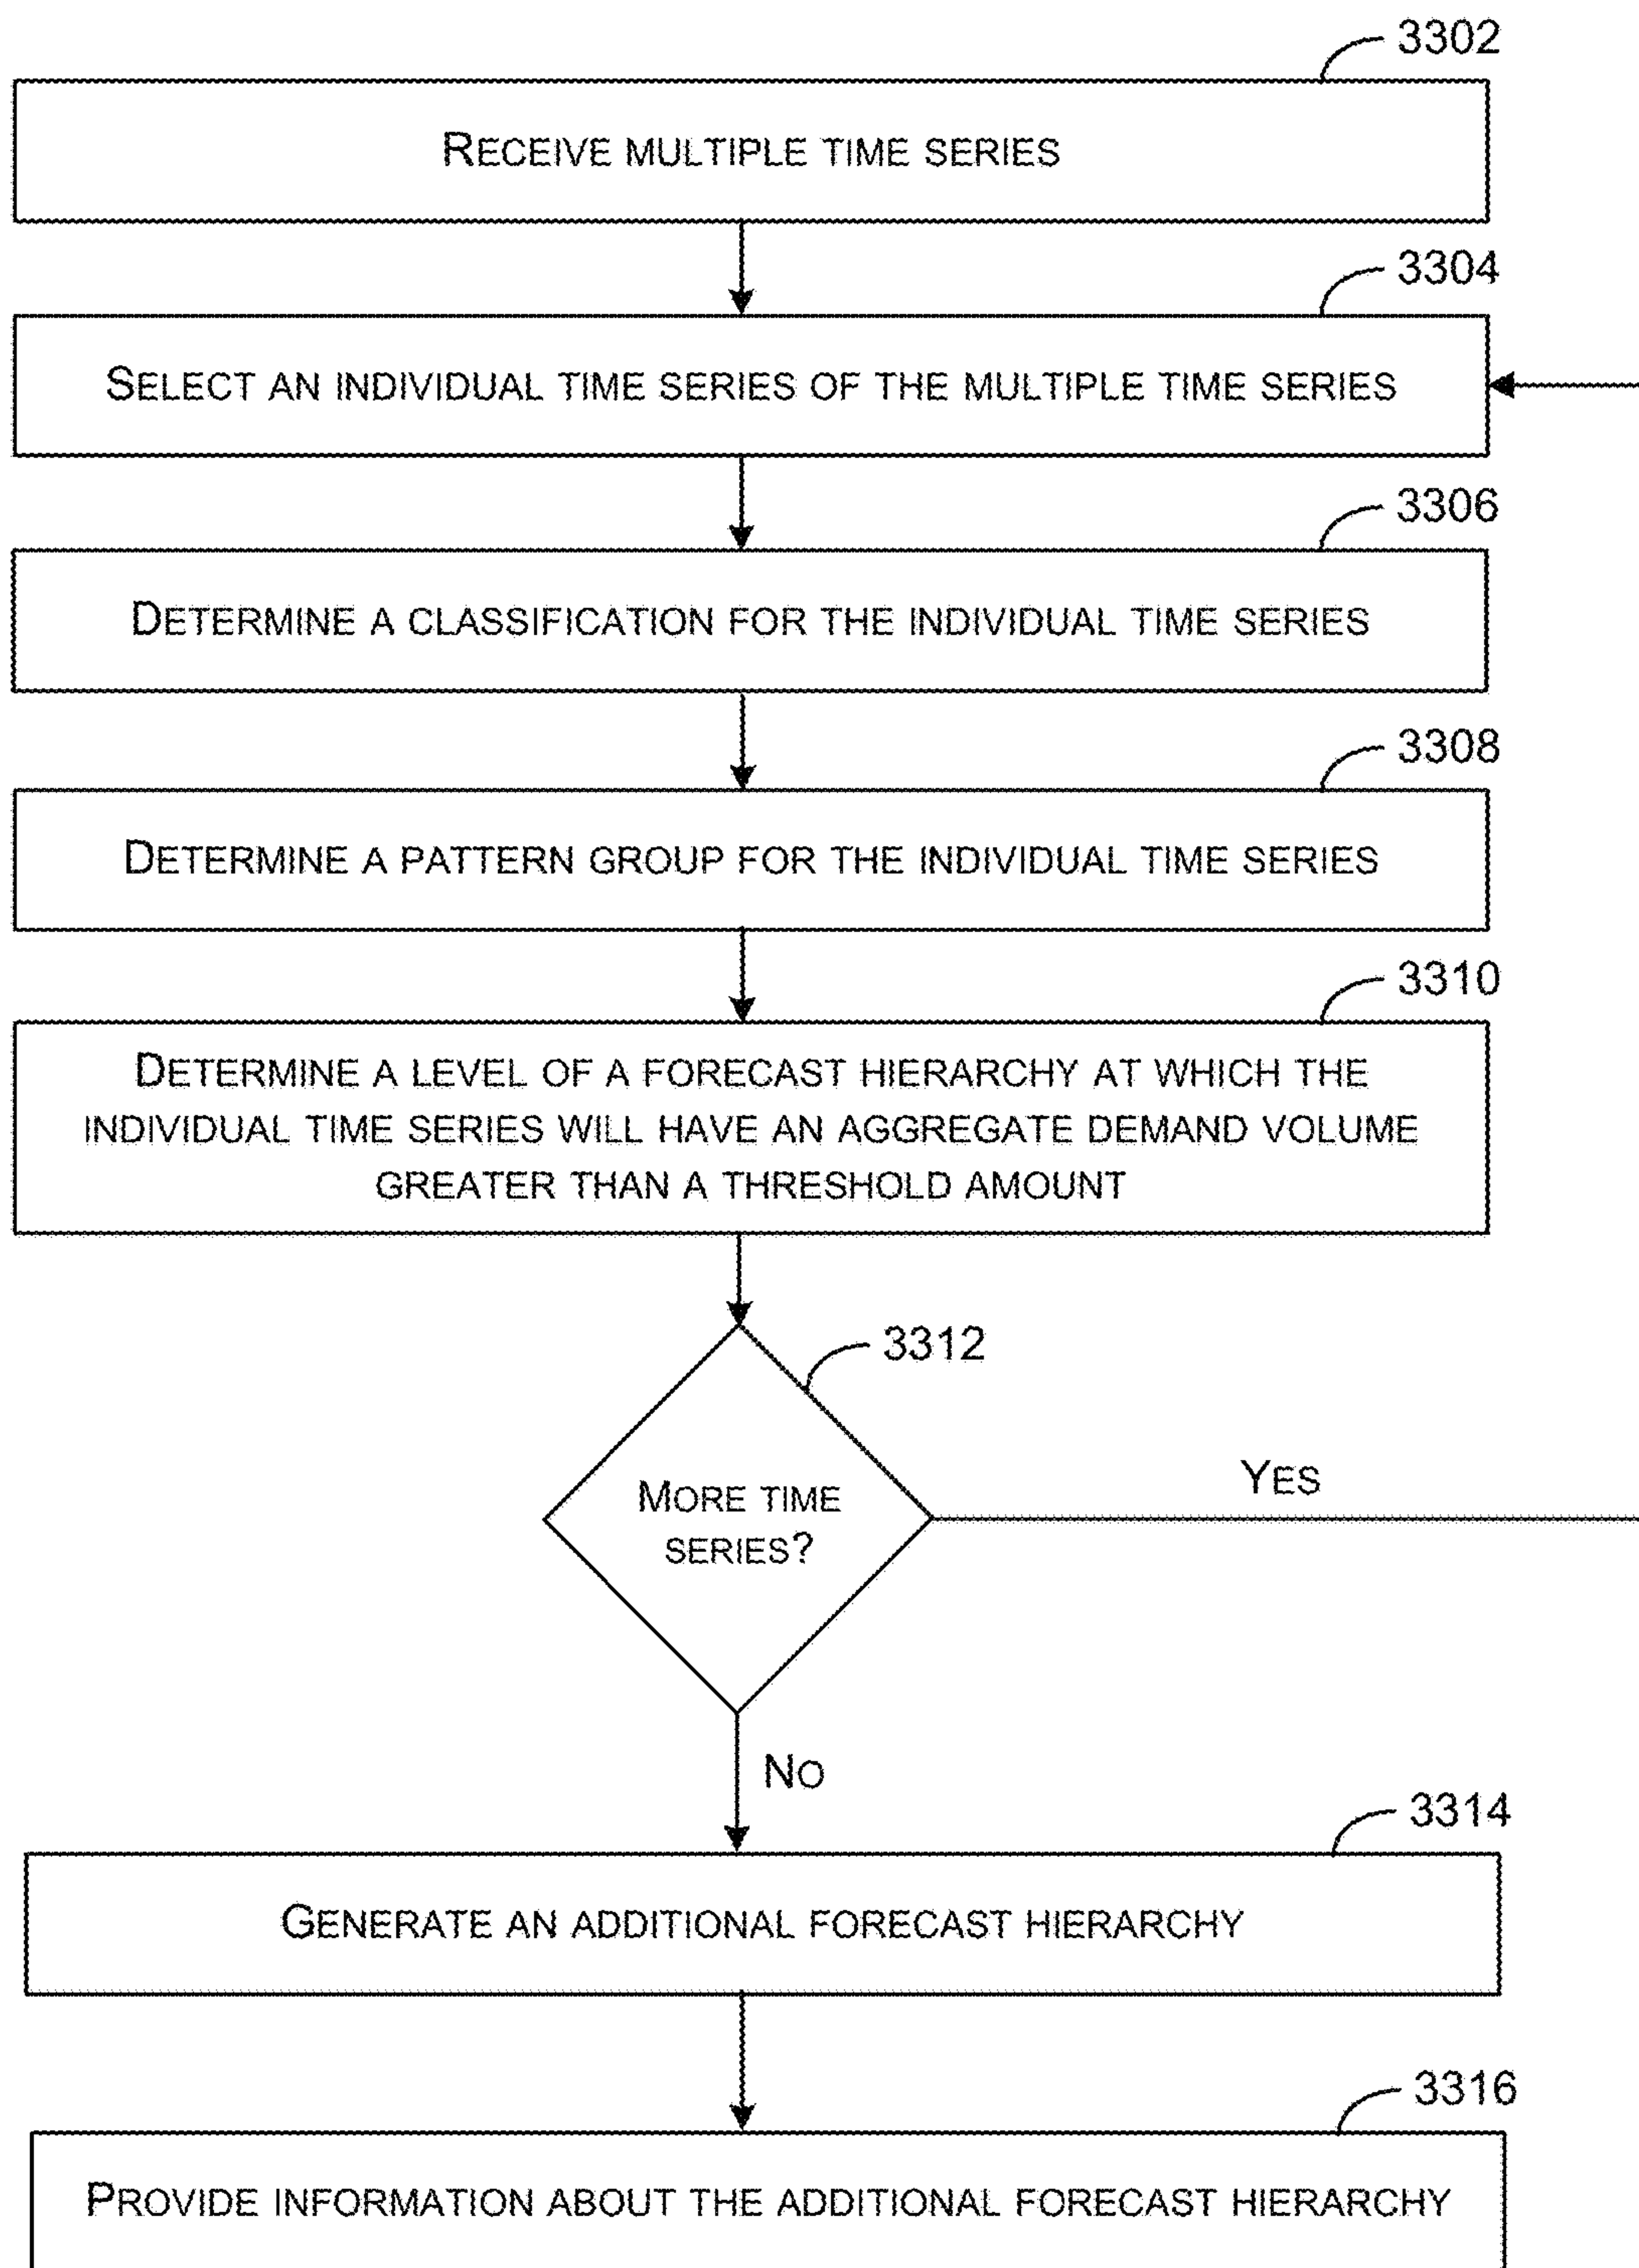 3302
RECEIVE MULTIPLE TIME SERIES
3304
SELECT AN INDIVIDUAL TIME SERIES OF THE MULTIPLE TIME SERIES
3306
DETERMINE A CLASSIFICATION FOR THE INDIVIDUAL TIME SERIES
3308
DETERMINE A PATTERN GROUP FOR THE INDIVIDUAL TIME SERIES
3310
DETERMINE A LEVEL OF A FORECAST HIERARCHY AT WHICH THE
INDIVIDUAL TIME SERIES WILL HAVE AN AGGREGATE DEMAND VOLUME
GREATER THAN A THRESHOLD AMOUNT
3312
MORE TIME
SERIES?
YES
NO
3314
GENERATE AN ADDITIONAL FORECAST HIERARCHY
3316
PROVIDE INFORMATION ABOUT THE ADDITIONAL FORECAST HIERARCHY